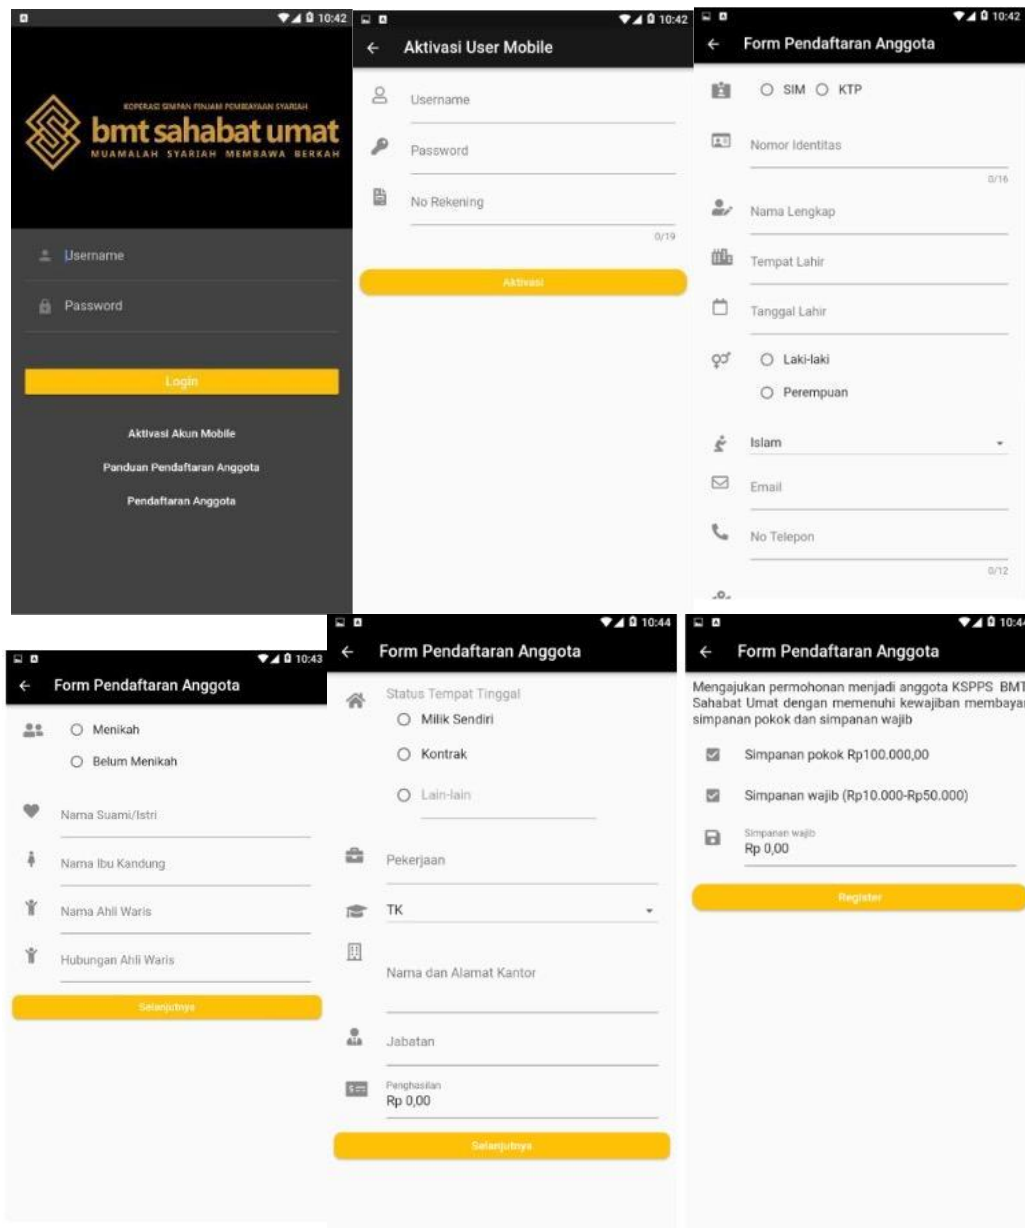 10:42
KOPERASI SIMPAN PINJAM PEMBIAYAAN SYARIAH
bmt sahabat umat
MUAMALAH SYARIAH MEMBAWA BERKAH
Username
Password
Login
Aktivasi Akun Mobile
Panduan Pendaftaran Anggota
Pendaftaran Anggota
10:42
Aktivasi User Mobile
Username
Password
No Rekening
0/19
Aktivasi
10:42
Form Pendaftaran Anggota
SIM KTP
Nomor Identitas
0/16
Nama Lengkap
Tempat Lahir
Tanggal Lahir
Laki-laki
Perempuan
Islam
Email
No Telepon
0/12
10:43
Form Pendaftaran Anggota
Menikah
Belum Menikah
Nama Suami/Istri
Nama Ibu Kandung
Nama Ahli Waris
Hubungan Ahli Waris
Selanjutnya
10:44
Form Pendaftaran Anggota
Status Tempat Tinggal
Milik Sendiri
Kontrak
Lain-lain
Pekerjaan
TK
Nama dan Alamat Kantor
Jabatan
Penghasilan
Rp 0,00
Selanjutnya
10:44
Form Pendaftaran Anggota
Mengajukan permohonan menjadi anggota KSPPS BMT
Sahabat Umat dengan memenuhi kewajiban membayar
simpanan pokok dan simpanan wajib
Simpanan pokok Rp100.000,00
Simpanan wajib (Rp10.000-Rp50.000)
Simpanan wajib
Rp 0,00
Register